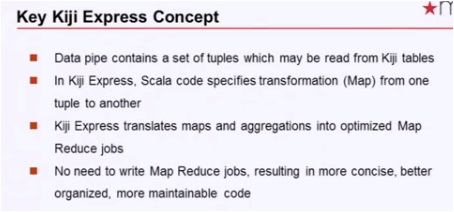 Key Kiji Express Concept
Data pipe contains a set of tuples which may be read from Kiji tables
In Kiji Express, Scala code specifies transformation (Map) from one
tuple to another
Kiji Express translates maps and aggregations into optimized Map
Reduce jobs
No need to write Map Reduce jobs, resulting in more concise, better
organized, more maintainable code